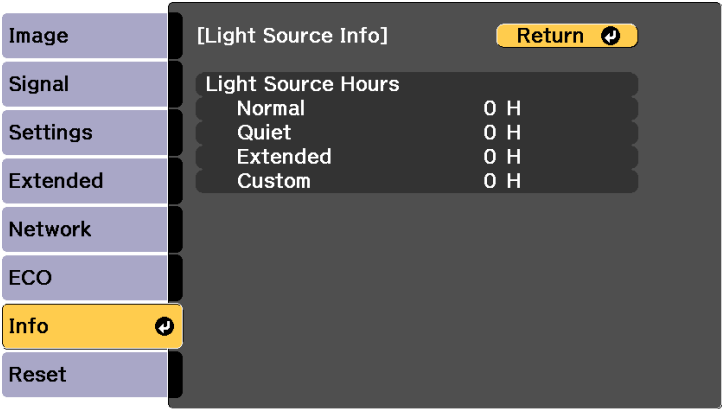 Image
Signal
Settings
Extended
Network
ECO
Info
Reset
[Light Source Info]
Return
Light Source Hours
Normal 0 H
Quiet 0 H
Extended 0 H
Custom 0 H